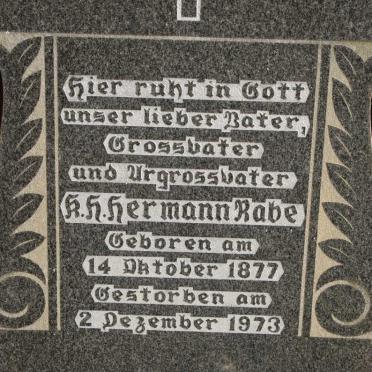 Hier ruht in Gott
unser lieber Vater,
Grossvater
und Urgrossvater
K.H.Hermann Rabe
Geboren am
14 Oktober 1877
Gestorben am
2 Dezember 1973